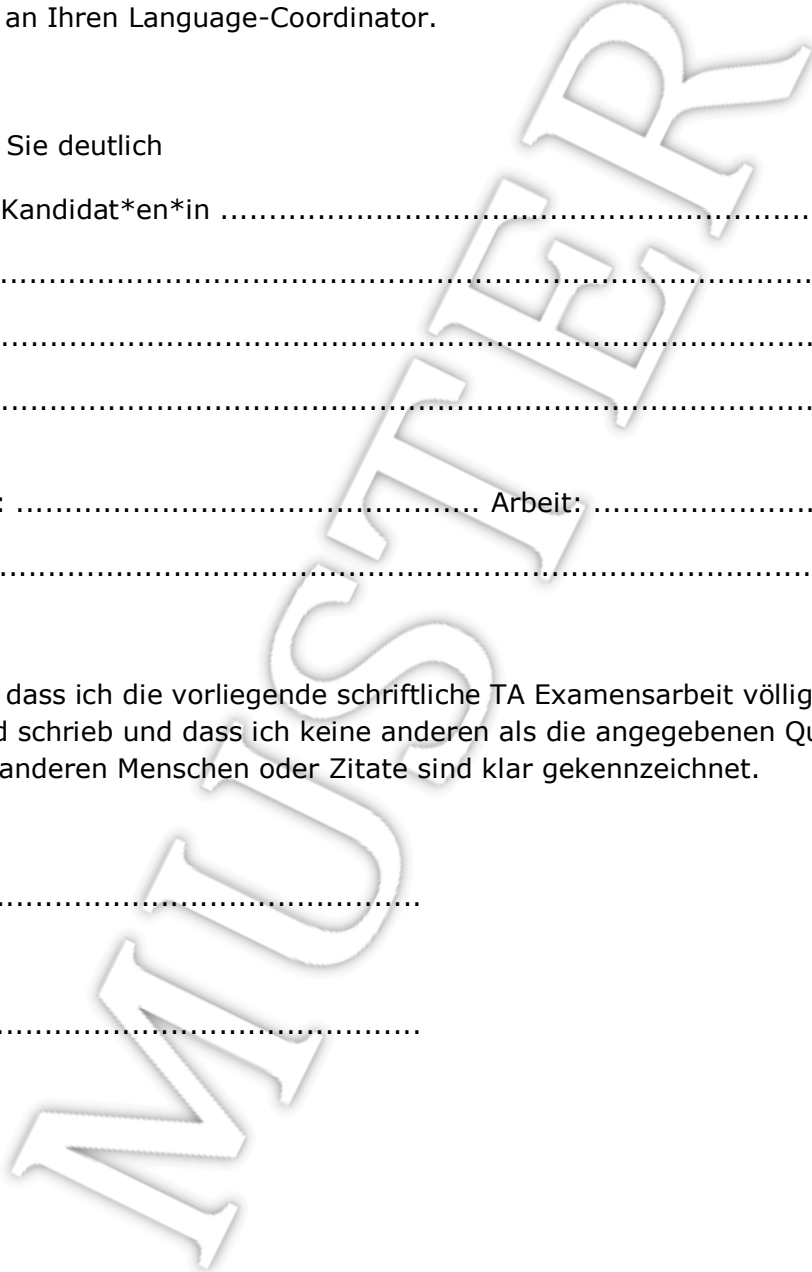 an Ihren Language-Coordinator.
Sie deutlich
Kandidat*en*in ............................................................
....................................................................................
....................................................................................
....................................................................................
: ................................................ Arbeit: .......................
....................................................................................
dass ich die vorliegende schriftliche TA Examensarbeit völlig
d schrieb und dass ich keine anderen als die angegebenen Qu
anderen Menschen oder Zitate sind klar gekennzeichnet.
...........................................
...........................................
MUSTER